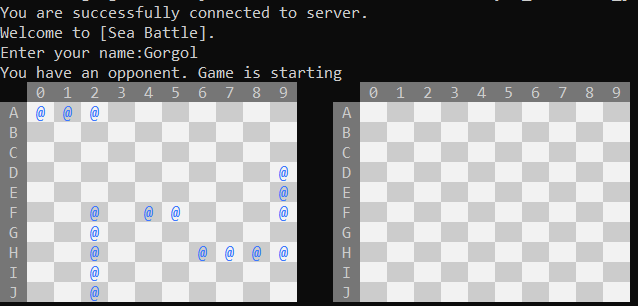 You are successfully connected to server.
Welcome to [Sea Battle].
Enter your name:Gorgol
You have an opponent. Game is starting
0 1 2 3 4 5 6 7 8 9 0 1 2 3 4 5 6 7 8 9
A @ @ @ A
B B
C C
D @ D
E @ E
F @ @ @ @ F
G @ G
H @ @ @ @ @ H
I @ I
J @ J